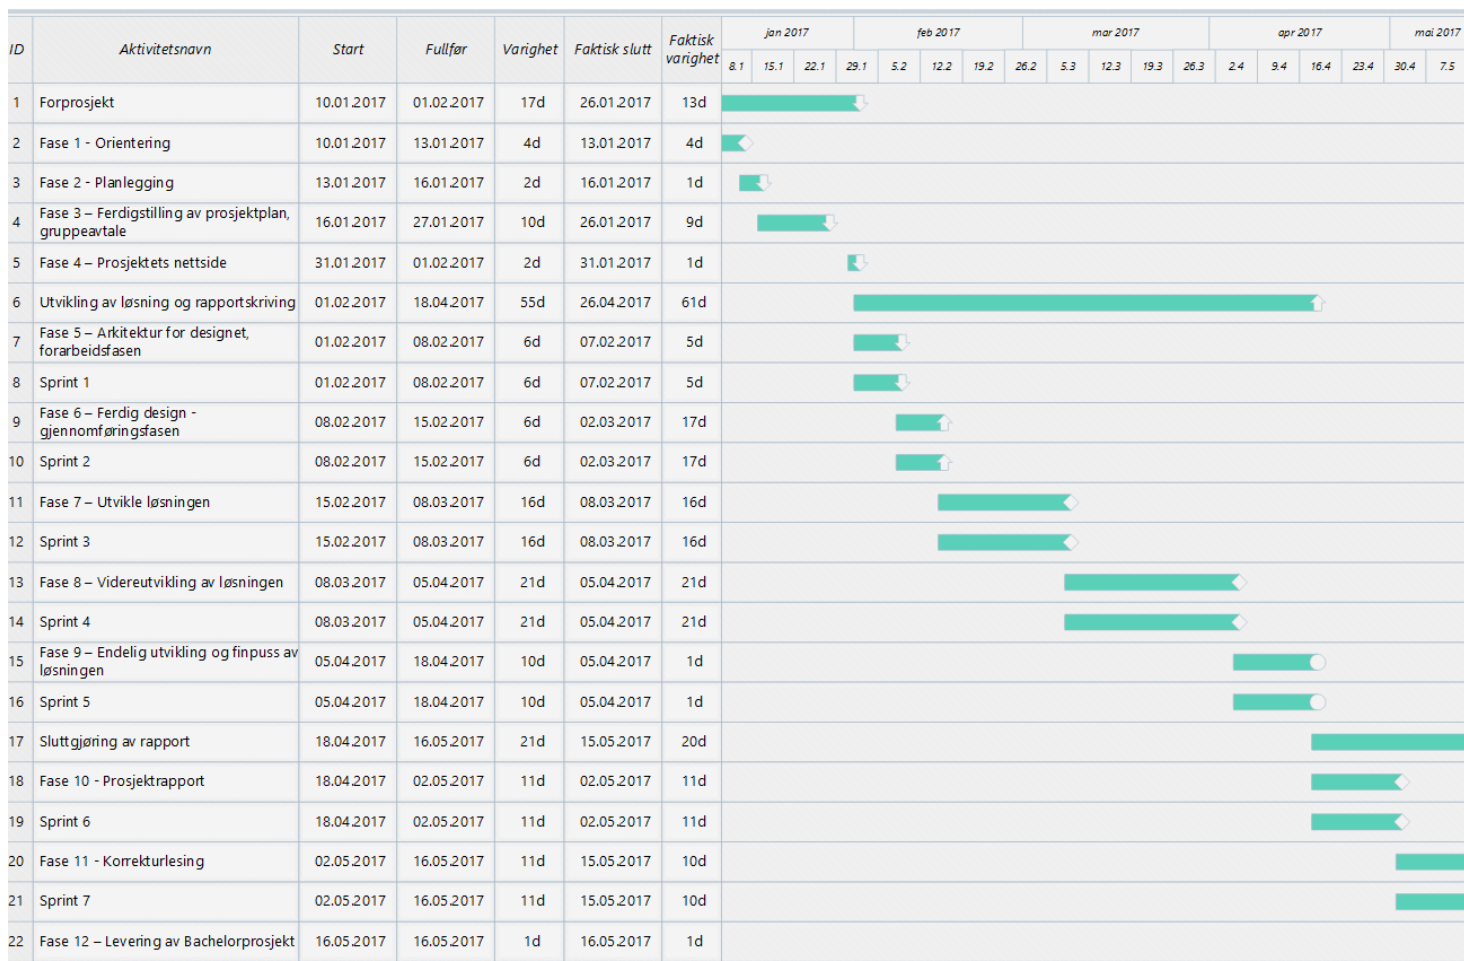 ID Aktivitetsnavn Start Fullfør Varighet Faktisk slutt Faktisk varighet jan 2017 feb 2017 mar 2017 apr 2017 mai 2017
8.1 15.1 22.1 29.1 5.2 12.2 19.2 26.2 5.3 12.3 19.3 26.3 2.4 9.4 16.4 23.4 30.4 7.5
1 Forprosjekt 10.01.2017 01.02.2017 17d 26.01.2017 13d
2 Fase 1 - Orientering 10.01.2017 13.01.2017 4d 13.01.2017 4d
3 Fase 2 - Planlegging 13.01.2017 16.01.2017 2d 16.01.2017 1d
4 Fase 3 – Ferdigstilling av prosjektplan, gruppeavtale 16.01.2017 27.01.2017 10d 26.01.2017 9d
5 Fase 4 – Prosjektets nettside 31.01.2017 01.02.2017 2d 31.01.2017 1d
6 Utvikling av løsning og rapportskriving 01.02.2017 18.04.2017 55d 26.04.2017 61d
7 Fase 5 – Arkitektur for designet, forarbeidsfasen 01.02.2017 08.02.2017 6d 07.02.2017 5d
8 Sprint 1 01.02.2017 08.02.2017 6d 07.02.2017 5d
9 Fase 6 – Ferdig design - gjennomføringsfasen 08.02.2017 15.02.2017 6d 02.03.2017 17d
10 Sprint 2 08.02.2017 15.02.2017 6d 02.03.2017 17d
11 Fase 7 – Utvikle løsningen 15.02.2017 08.03.2017 16d 08.03.2017 16d
12 Sprint 3 15.02.2017 08.03.2017 16d 08.03.2017 16d
13 Fase 8 – Videreutvikling av løsningen 08.03.2017 05.04.2017 21d 05.04.2017 21d
14 Sprint 4 08.03.2017 05.04.2017 21d 05.04.2017 21d
15 Fase 9 – Endelig utvikling og finpuss av løsningen 05.04.2017 18.04.2017 10d 05.04.2017 1d
16 Sprint 5 05.04.2017 18.04.2017 10d 05.04.2017 1d
17 Sluttgjøring av rapport 18.04.2017 16.05.2017 21d 15.05.2017 20d
18 Fase 10 - Prosjektrapport 18.04.2017 02.05.2017 11d 02.05.2017 11d
19 Sprint 6 18.04.2017 02.05.2017 11d 02.05.2017 11d
20 Fase 11 - Korrekturlesing 02.05.2017 16.05.2017 11d 15.05.2017 10d
21 Sprint 7 02.05.2017 16.05.2017 11d 15.05.2017 10d
22 Fase 12 – Levering av Bachelorprosjekt 16.05.2017 16.05.2017 1d 16.05.2017 1d